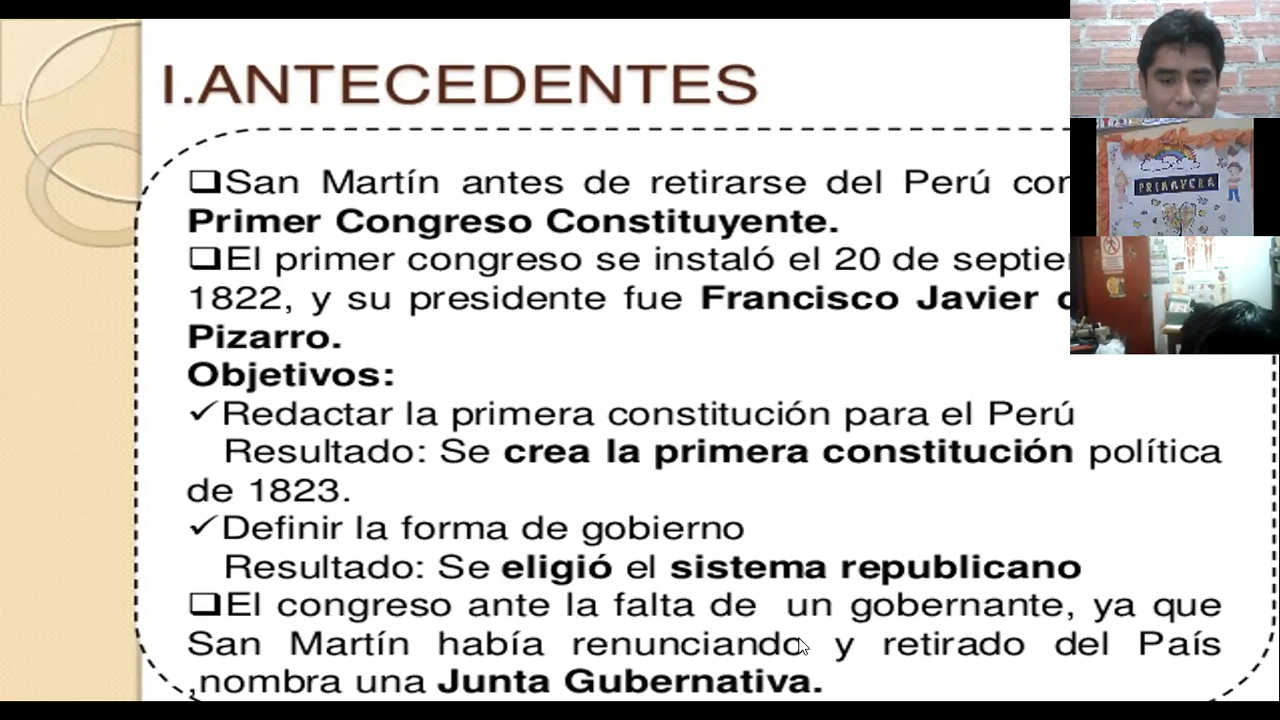 I.ANTECEDENTES
❑San Martín antes de retirarse del Perú
Primer Congreso Constituyente.
❑El primer congreso se instaló el 20 de
1822, y su presidente fue Francisco Javier
Pizarro.
Objetivos:
✓Redactar la primera constitución para el Perú
Resultado: Se crea la primera constitución política
de 1823.
✓Definir la forma de gobierno
Resultado: Se eligió el sistema republicano
❑El congreso ante la falta de un gobernante, ya que
San Martín había renunciando y retirado del País
,nombra una Junta Gubernativa.
PRIMAVERA